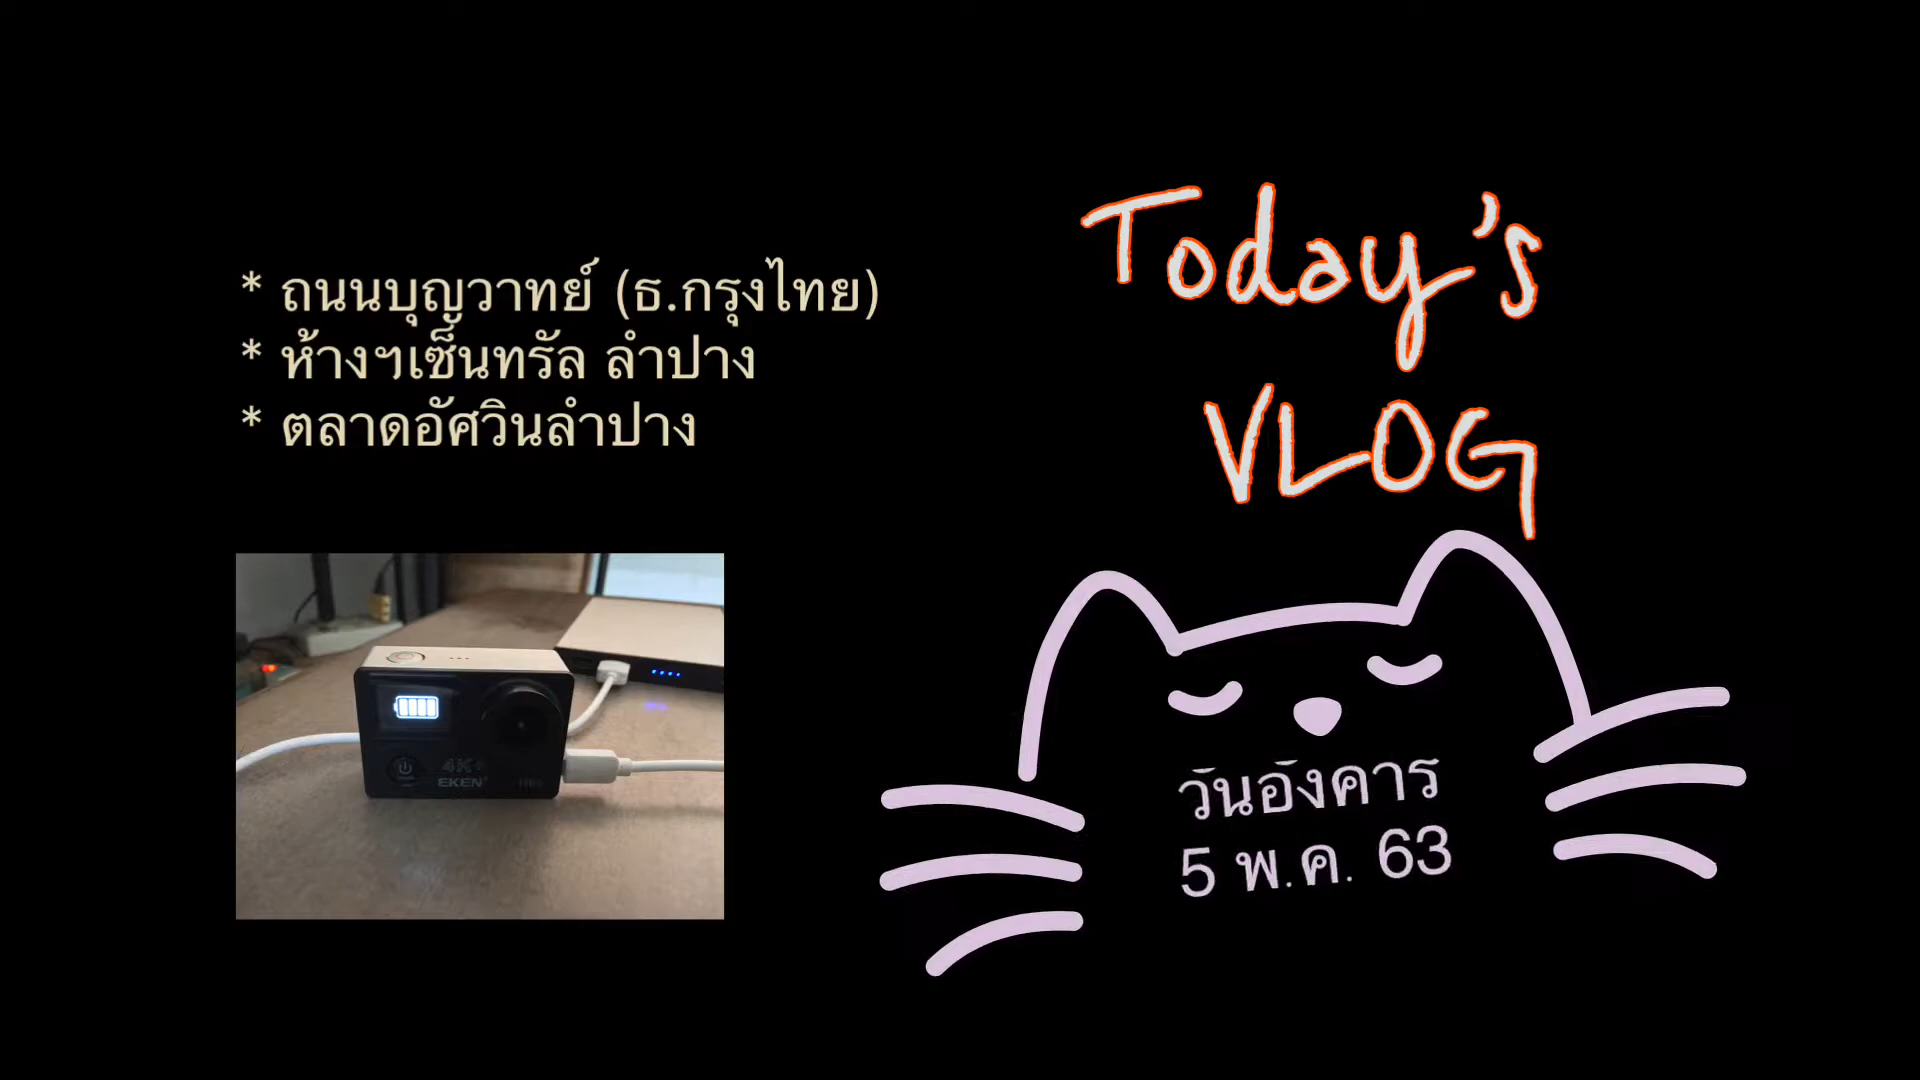 * ถนนบุญวาทย์ (ธ.กรุงไทย)
* ห้างฯเซ็นทรัล ลำปาง
* ตลาดอัศวินลำปาง
Today's
VLOG
วันอังคาร
5 พ.ค. 63
4K+
EKEN